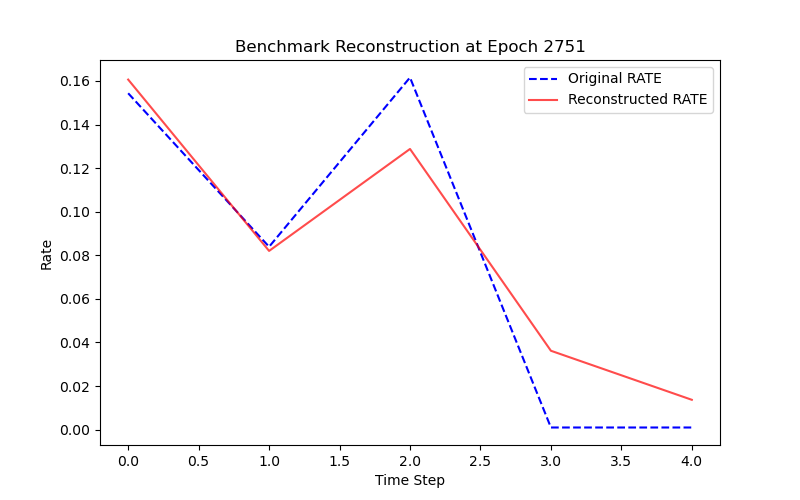 Benchmark Reconstruction at Epoch 2751
Original RATE
Reconstructed RATE
0.16
0.14
0.12
0.10
0.08
0.06
0.04
0.02
0.00
Rate
0.0 0.5 1.0 1.5 2.0 2.5 3.0 3.5 4.0
Time Step